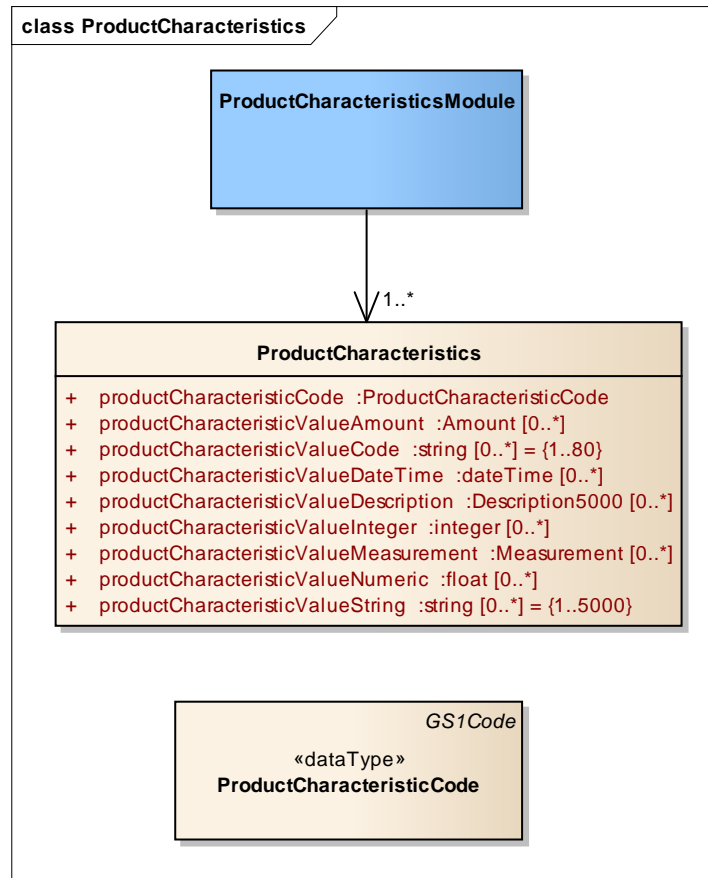 class ProductCharacteristics
ProductCharacteristicsModule
1..*
ProductCharacteristics
+ productCharacteristicCode :ProductCharacteristicCode
+ productCharacteristicValueAmount :Amount [0..*]
+ productCharacteristicValueCode :string [0..*] = {1..80}
+ productCharacteristicValueDateTime :dateTime [0..*]
+ productCharacteristicValueDescription :Description5000 [0..*]
+ productCharacteristicValueInteger :integer [0..*]
+ productCharacteristicValueMeasurement :Measurement [0..*]
+ productCharacteristicValueNumeric :float [0..*]
+ productCharacteristicValueString :string [0..*] = {1..5000}
GS1Code
«dataType»
ProductCharacteristicCode